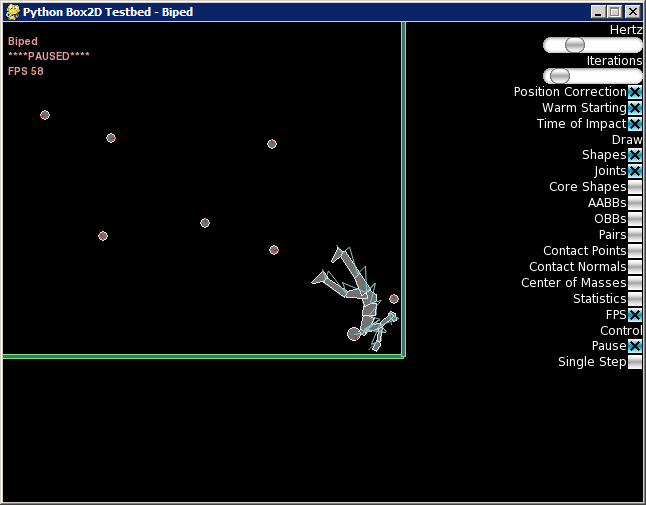 Python Box2D Testbed - Biped
Biped
****PAUSED****
FPS 58
Hertz
Iterations
Position Correction
Warm Starting
Time of Impact
Draw
Shapes
Joints
Core Shapes
AABBs
OBBs
Pairs
Contact Points
Contact Normals
Center of Masses
Statistics
FPS
Control
Pause
Single Step